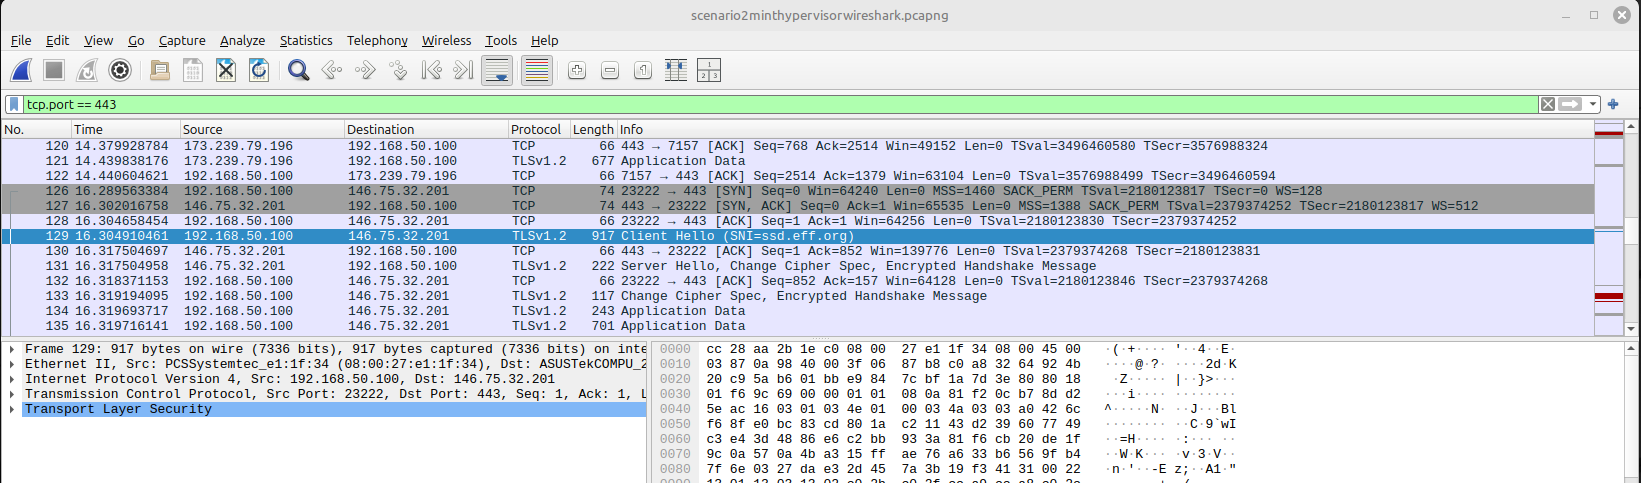 scenario2minthypervisorwireshark.pcapng
File Edit View Go Capture Analyze Statistics Telephony Wireless Tools Help
tcp.port == 443
No. Time Source Destination Protocol Length Info
120 14.379928784 173.239.79.196 192.168.50.100 TCP 66 443 → 7157 [ACK] Seq=768 Ack=2514 Win=49152 Len=0 TSval=3496460580 TSecr=3576988324
121 14.439838176 173.239.79.196 192.168.50.100 TLSv1.2 677 Application Data
122 14.440604621 192.168.50.100 173.239.79.196 TCP 66 7157 → 443 [ACK] Seq=2514 Ack=1379 Win=63104 Len=0 TSval=3576988499 TSecr=3496460594
126 16.289563384 192.168.50.100 146.75.32.201 TCP 74 23222 → 443 [SYN] Seq=0 Win=64240 Len=0 MSS=1460 SACK_PERM TSval=2180123817 TSecr=0 WS=128
127 16.302016758 146.75.32.201 192.168.50.100 TCP 74 443 → 23222 [SYN, ACK] Seq=0 Ack=1 Win=65535 Len=0 MSS=1388 SACK_PERM TSval=2379374252 TSecr=2180123817 WS=512
128 16.304658454 192.168.50.100 146.75.32.201 TCP 66 23222 → 443 [ACK] Seq=1 Ack=1 Win=64256 Len=0 TSval=2180123830 TSecr=2379374252
129 16.304910461 192.168.50.100 146.75.32.201 TLSv1.2 917 Client Hello (SNI=ssd.eff.org)
130 16.317504697 146.75.32.201 192.168.50.100 TCP 66 443 → 23222 [ACK] Seq=1 Ack=852 Win=139776 Len=0 TSval=2379374268 TSecr=2180123831
131 16.317504958 146.75.32.201 192.168.50.100 TLSv1.2 222 Server Hello, Change Cipher Spec, Encrypted Handshake Message
132 16.318371153 192.168.50.100 146.75.32.201 TCP 66 23222 → 443 [ACK] Seq=852 Ack=157 Win=64128 Len=0 TSval=2180123846 TSecr=2379374268
133 16.319194095 192.168.50.100 146.75.32.201 TLSv1.2 117 Change Cipher Spec, Encrypted Handshake Message
134 16.319693717 192.168.50.100 146.75.32.201 TLSv1.2 243 Application Data
135 16.319716141 192.168.50.100 146.75.32.201 TLSv1.2 701 Application Data
Frame 129: 917 bytes on wire (7336 bits), 917 bytes captured (7336 bits) on inte
Ethernet II, Src: PCSSystemtec_e1:1f:34 (08:00:27:e1:1f:34), Dst: ASUSTekCOMPU_2
Internet Protocol Version 4, Src: 192.168.50.100, Dst: 146.75.32.201
Transmission Control Protocol, Src Port: 23222, Dst Port: 443, Seq: 1, Ack: 1, L
Transport Layer Security
0000 cc 28 aa 2b 1e c0 08 00 27 e1 1f 34 08 00 45 00 ·(·+···· '··4··E·
0010 03 87 0a 98 40 00 3f 06 87 b8 c0 a8 32 64 92 4b ····@·?· ····2d·K
0020 20 c9 5a b6 01 bb e9 84 7c bf 1a 7d 3e 80 80 18 ·Z····· |··}>···
0030 01 f6 9c 69 00 00 01 01 08 0a 81 f2 0c b7 8d d2 ···i···· ········
0040 5e ac 16 03 01 03 4e 01 00 03 4a 03 03 a0 42 6c ^·····N· ··J···Bl
0050 f6 8f e0 bc 83 cd 80 1a c2 11 43 d2 39 60 77 49 ········ ··C·9`wI
0060 c3 e4 3d 48 86 e6 c2 bb 93 3a 81 f6 cb 20 de 1f ··=H···· ·:··· ··
0070 9c 0a 57 0a 4b a3 15 ff ae 76 a6 33 b6 56 9f b4 ··W·K··· ·v·3·V··
0080 7f 6e 03 27 da e3 2d 45 7a 3b 19 f3 41 31 00 22 ·n·'··-E z;··A1·"